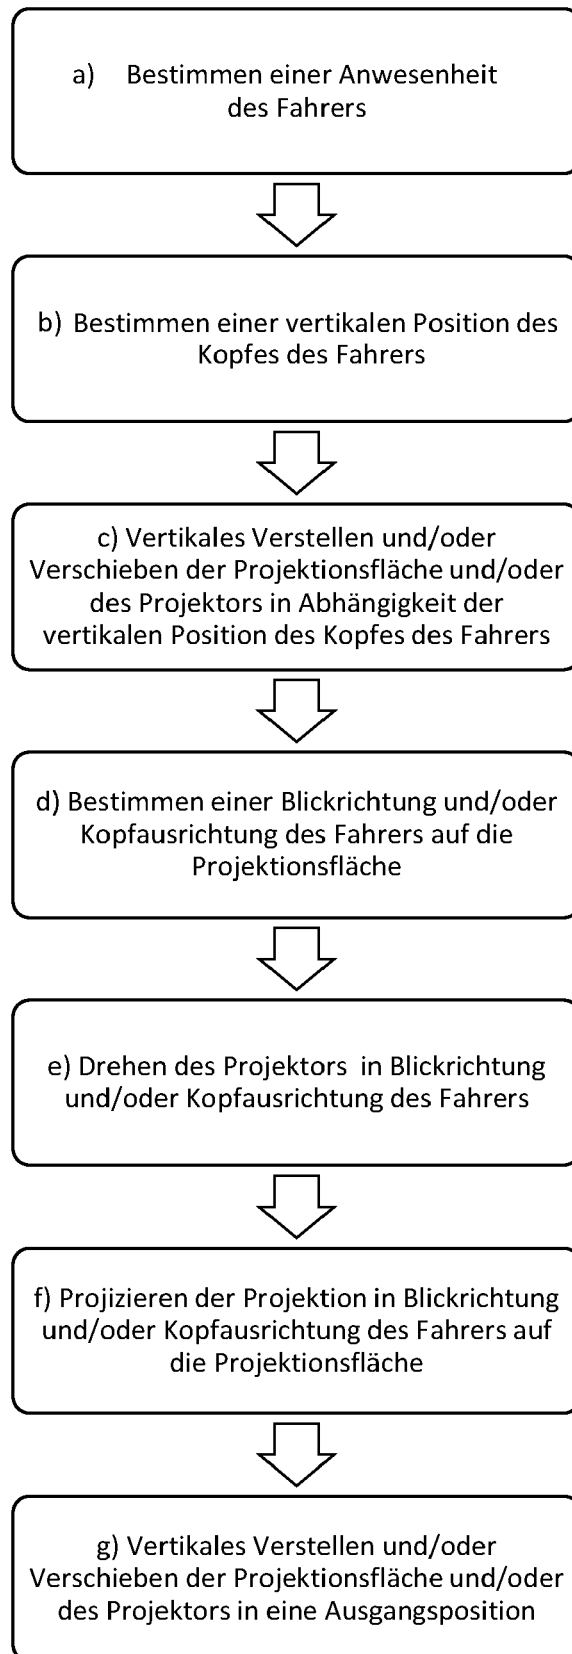 a) Bestimmen einer Anwesenheit
des Fahrers
b) Bestimmen einer vertikalen Position des
Kopfes des Fahrers
c) Vertikales Verstellen und/oder
Verschieben der Projektionsfläche und/oder
des Projektors in Abhängigkeit der
vertikalen Position des Kopfes des Fahrers
d) Bestimmen einer Blickrichtung und/oder
Kopfausrichtung des Fahrers auf die
Projektionsfläche
e) Drehen des Projektors in Blickrichtung
und/oder Kopfausrichtung des Fahrers
f) Projizieren der Projektion in Blickrichtung
und/oder Kopfausrichtung des Fahrers auf
die Projektionsfläche
g) Vertikales Verstellen und/oder
Verschieben der Projektionsfläche und/oder
des Projektors in eine Ausgangsposition